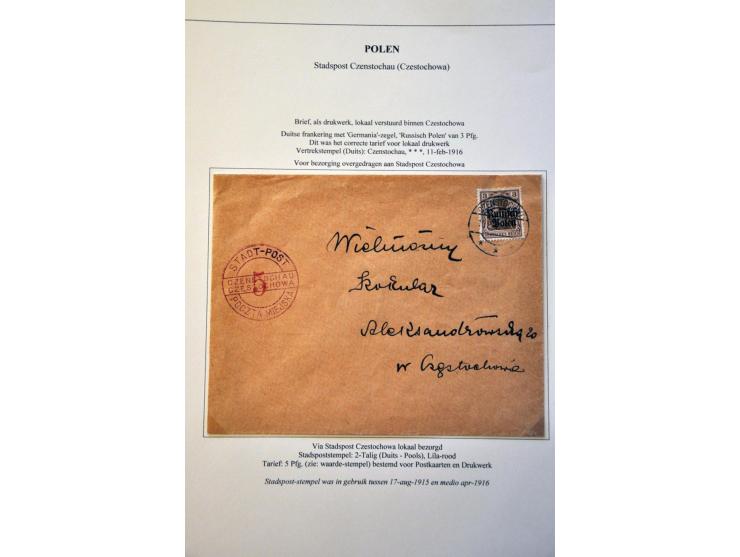 POLEN
Stadspost Czenstochau (Czestochowa)
Brief, als drukwerk, lokaal verstuurd binnen Czestochowa
Duitse frankering met 'Germania'-zegel, 'Russisch Polen' van 3 Pfg.
Dit was het correcte tarief voor lokaal drukwerk
Vertrekstempel (Duits): Czenstochau, * * *, 11-feb-1916
Voor bezorging overgedragen aan Stadspost Czestochowa
3 3
Russisch-
Polen
STADT-POST
CZENSTOCHAU
5
CZESTOCHOWA
POCZTA MIEJSKA
Wielmożny
Aleksandrowska 20
w Częstochowie
Via Stadspost Czestochowa lokaal bezorgd
Stadspoststempel: 2-Talig (Duits - Pools), Lila-rood
Tarief: 5 Pfg. (zie: waarde-stempel) bestemd voor Postkaarten en Drukwerk
Stadspost-stempel was in gebruik tussen 17-aug-1915 en medio apr-1916